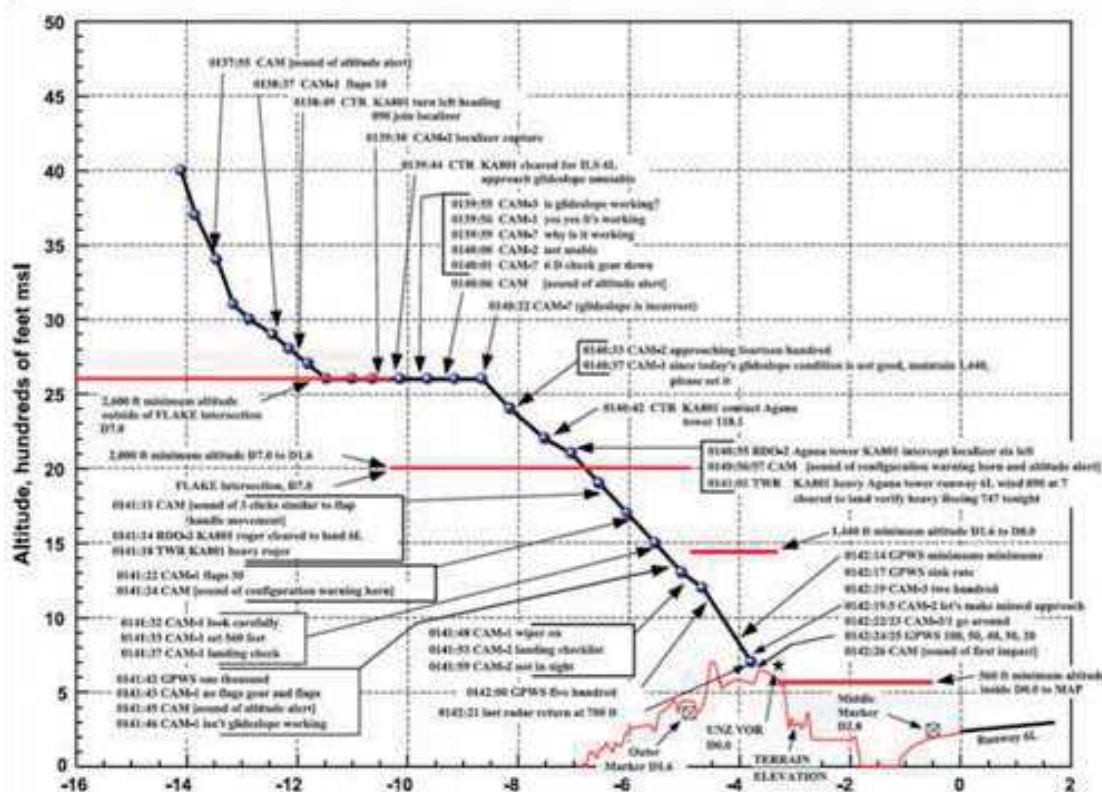 50
45
40
35
30
25
20
15
10
5
0
Altitude, hundreds of feet msl
0137:55 CAM [sound of altitude alert]
0138:37 CAM-1 flaps 10
CTR KA801 turn left heading
090 join localizer
0139:30 CAM-2 localizer capture
0139:44 CTR KA801 cleared for ILS 6L
approach glideslope unusable
0139:55 CAM-3 is glideslope working?
0139:56 CAM-1 yes yes it's working
0139:59 CAM-? why is it working
0140:00 CAM-2 not usable
0140:01 CAM-? 6 D check gear down
0140:06 CAM [sound of altitude alert]
0140:22 CAM-? (glideslope is incorrect)
0140:33 CAM-2 approaching fourteen hundred
0140:37 CAM-1 since today's glideslope condition is not good, maintain 1,440,
please set it
0140:42 CTR KA801 contact Agana
tower 118.1
2,600 ft minimum altitude
outside of FLAKE Intersection
D7.0
2,000 ft minimum altitude D7.0 to D1.6
FLAKE Intersection, D7.0
0140:55 RDO-2 Agana tower KA801 intercept localizer six left
0140:56/57 CAM [sound of configuration warning horn and altitude alert]
0141:01 TWR KA801 heavy Agana tower runway 6L wind 090 at 7
cleared to land verify heavy Boeing 747 tonight
CAM [sound of 3 clicks similar to flap
handle movement]
0141:14 RDO-2 KA801 roger cleared to land 6L
0141:18 TWR KA801 heavy roger
1,440 ft minimum altitude D1.6 to D0.0
0141:22 CAM-1 flaps 30
0141:24 CAM [sound of configuration warning horn]
0141:32 CAM-1 look carefully
0141:33 CAM-1 set 560 feet
0141:37 CAM-1 landing check
0141:42 GPWS one thousand
0141:43 CAM-1 no flags gear and flaps
0141:45 CAM [sound of altitude alert]
0141:46 CAM-1 isn't glideslope working
0141:48 CAM-1 wiper on
0141:53 CAM-2 landing checklist
0141:59 CAM-2 not in sight
0142:00 GPWS five hundred
0142:21 last radar return at 700 ft
0142:14 GPWS minimums minimums
0142:17 GPWS sink rate
0142:19 CAM-3 two hundred
0142:19.5 CAM-2 let's make missed approach
0142:22/23 CAM-2/1 go around
0142:24/25 GPWS 100, 50, 40, 30, 20
0142:26 CAM [sound of first impact]
560 ft minimum altitude
inside D0.0 to MAP
Outer
Marker D1.6
UNZ VOR
D0.0
TERRAIN
ELEVATION
Middle
Marker
D2.8
Runway 6L
-16 -14 -12 -10 -8 -6 -4 -2 0 2